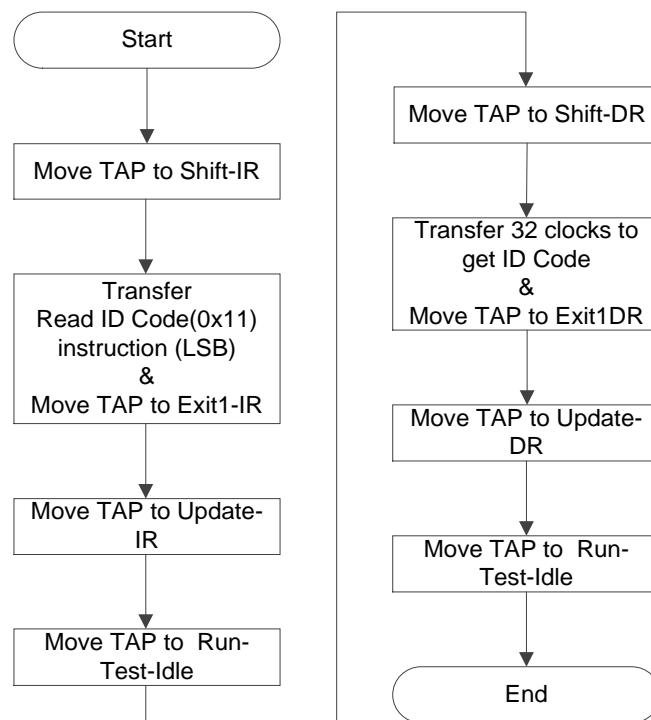 Start
Move TAP to Shift-IR
Transfer
Read ID Code(0x11)
instruction (LSB)
&
Move TAP to Exit1-IR
Move TAP to Update-
IR
Move TAP to Run-
Test-Idle
Move TAP to Shift-DR
Transfer 32 clocks to
get ID Code
&
Move TAP to Exit1DR
Move TAP to Update-
DR
Move TAP to Run-
Test-Idle
End